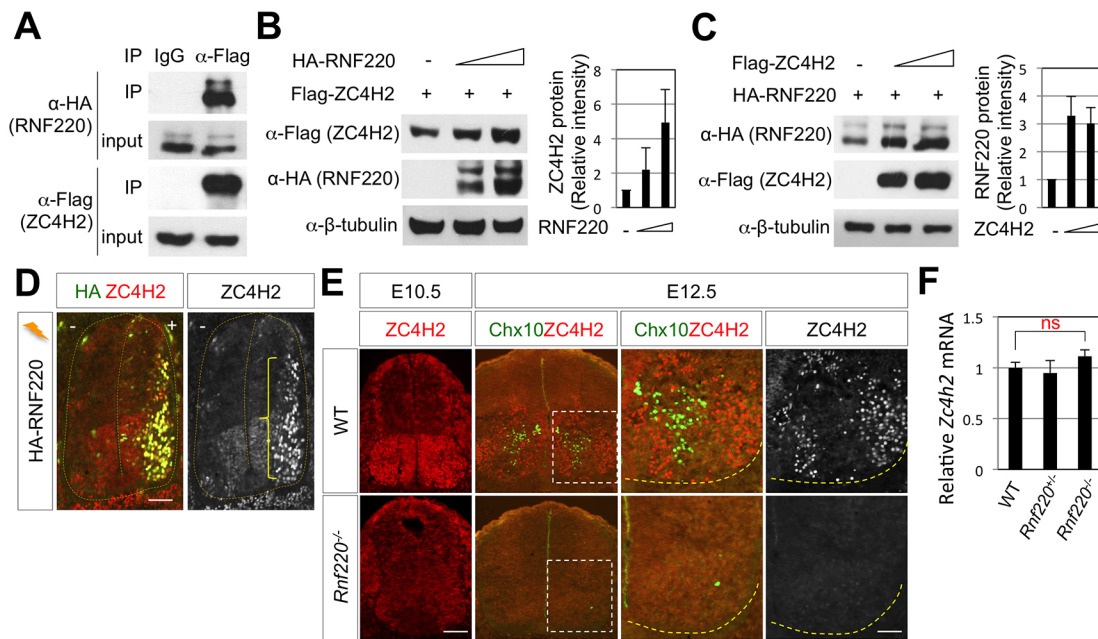 A
IP IgG α-Flag
α-HA
(RNF220)
IP
input
α-Flag
(ZC4H2)
IP
input
B
HA-RNF220 -
Flag-ZC4H2 + + +
α-Flag (ZC4H2)
α-HA (RNF220)
α-β-tubulin
ZC4H2 protein
(Relative intensity)
8
6
4
2
0
RNF220 -
C
Flag-ZC4H2 -
HA-RNF220 + + +
α-HA (RNF220)
α-Flag (ZC4H2)
α-β-tubulin
RNF220 protein
(Relative intensity)
5
4
3
2
1
0
ZC4H2 -
D
HA ZC4H2 ZC4H2
HA-RNF220
- + -
E
E10.5 E12.5
ZC4H2 Chx10ZC4H2 Chx10ZC4H2 ZC4H2
WT
Rnf220-/-
F
Relative Zc4h2 mRNA
1.5
1
0.5
0
ns
WT
Rnf220+/-
Rnf220-/-